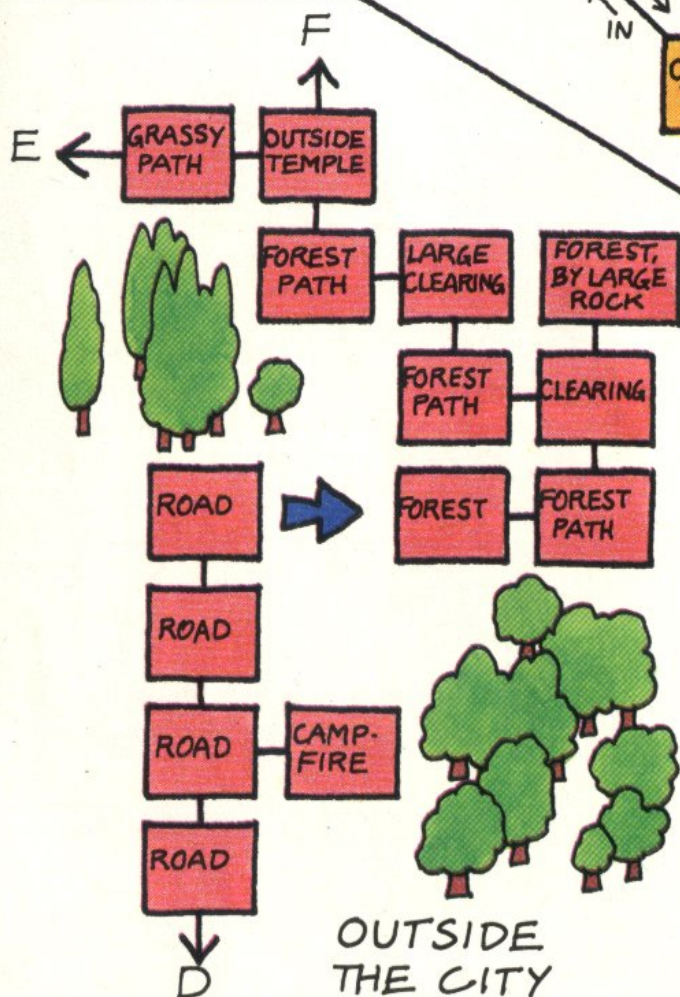 F
IN
E
GRASSY
PATH
OUTSIDE
TEMPLE
FOREST
PATH
LARGE
CLEARING
FOREST,
BY LARGE
ROCK
FOREST
PATH
CLEARING
ROAD
FOREST
FOREST
PATH
ROAD
ROAD
CAMP-
FIRE
ROAD
D
OUTSIDE
THE CITY